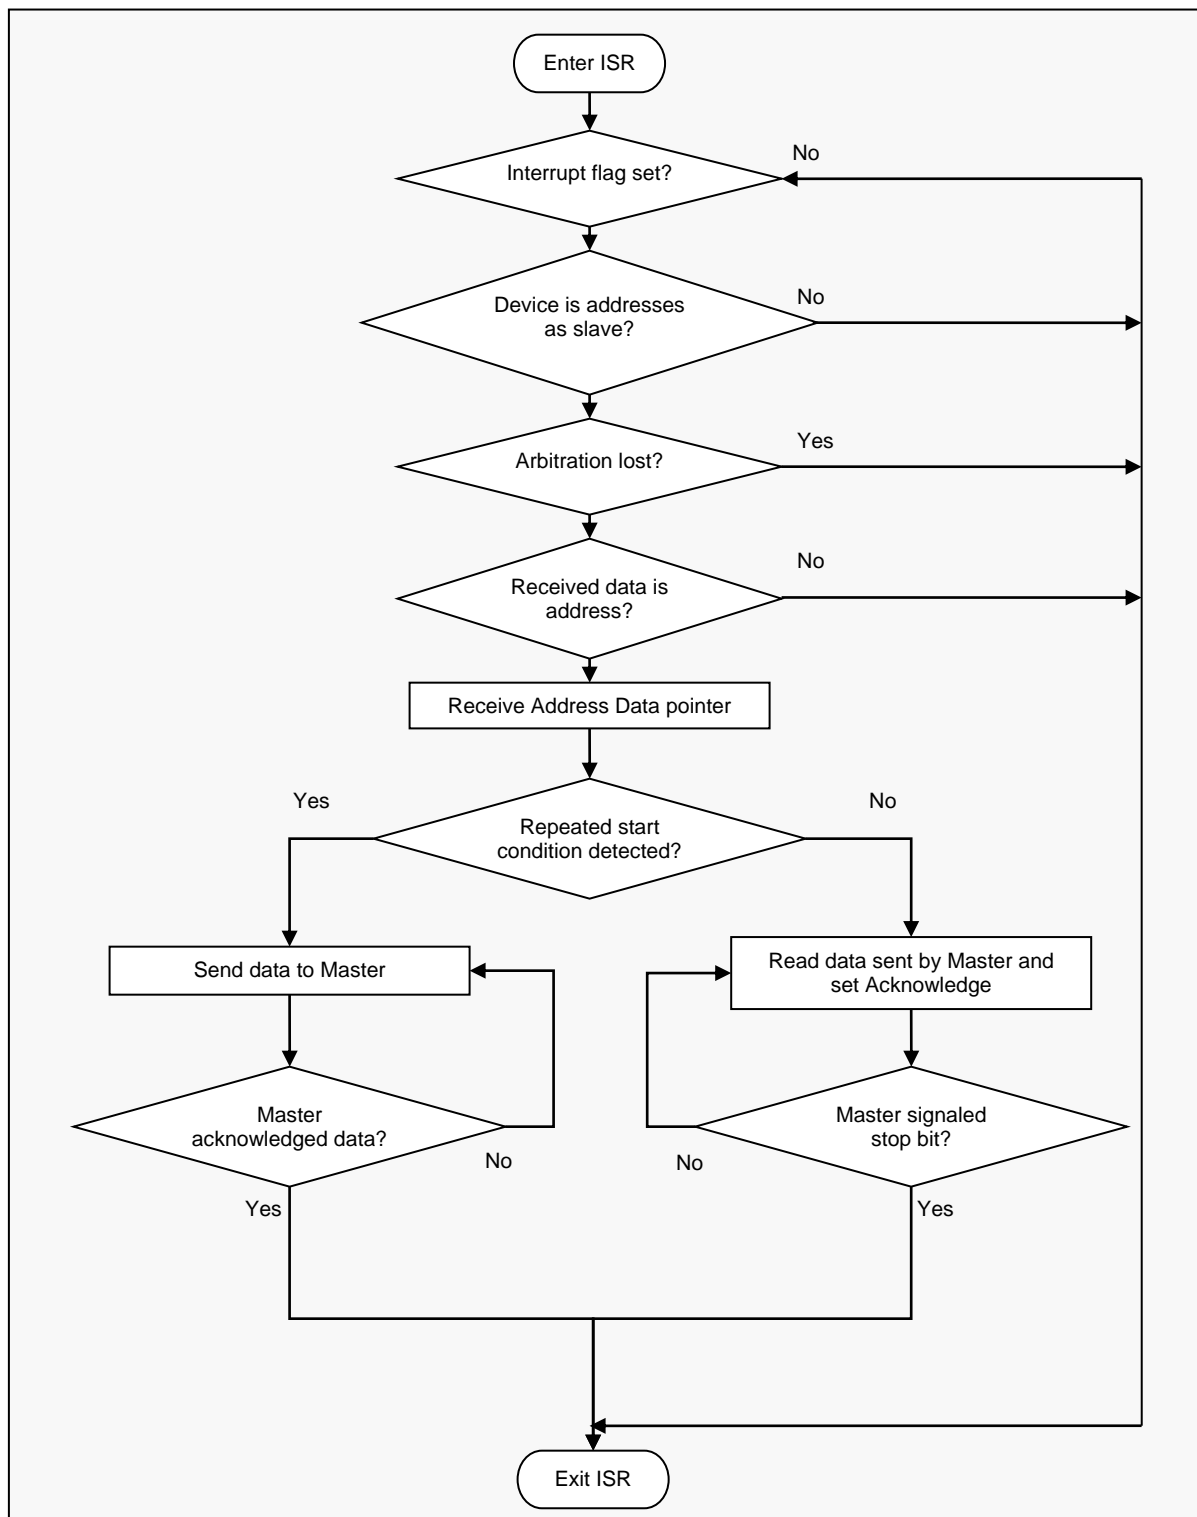 Enter ISR
Interrupt flag set?
No
Device is addresses
as slave?
No
Arbitration lost?
Yes
Received data is
address?
No
Receive Address Data pointer
Repeated start
condition detected?
Yes
No
Send data to Master
Read data sent by Master and
set Acknowledge
Master
acknowledged data?
No
Yes
Master signaled
stop bit?
No
Yes
Exit ISR